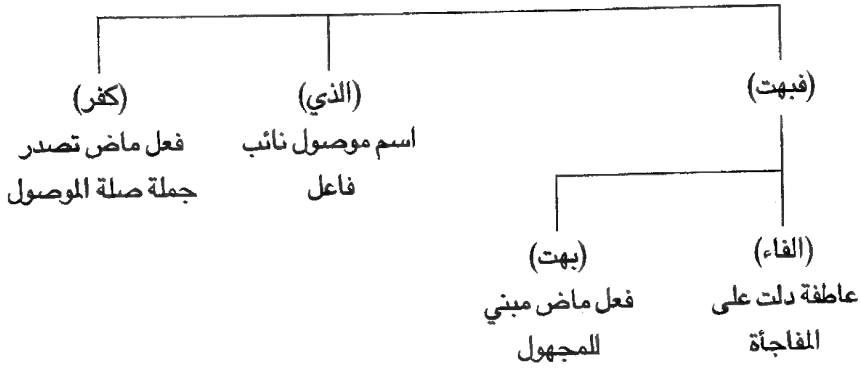 (فبهت)
(الذي)
(كفر)
اسم موصول نائب
فاعل
فعل ماض تصدر
جملة صلة الموصول
(الفاء)
(بهت)
عاطفة دلت على
المفاجأة
فعل ماض مبني
للمجهول